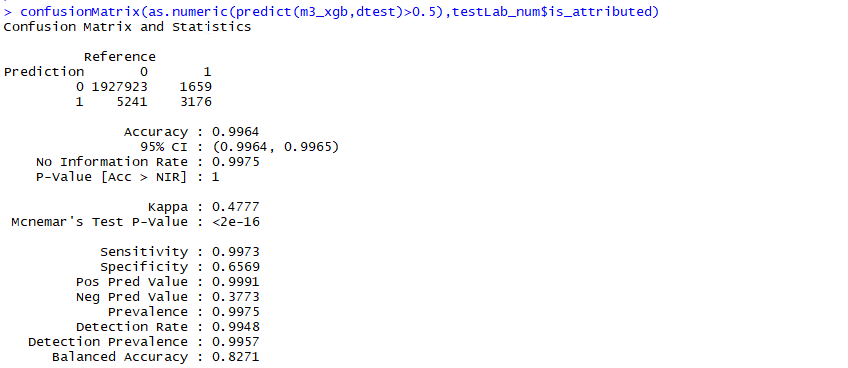 > confusionMatrix(as.numeric(predict(m3_xgb,dtest)>0.5),testLab_num$is_attributed)
Confusion Matrix and Statistics
Reference
Prediction 0 1
0 1927923 1659
1 5241 3176
Accuracy : 0.9964
95% CI : (0.9964, 0.9965)
No Information Rate : 0.9975
P-Value [Acc > NIR] : 1
Kappa : 0.4777
Mcnemar's Test P-Value : <2e-16
Sensitivity : 0.9973
Specificity : 0.6569
Pos Pred Value : 0.9991
Neg Pred Value : 0.3773
Prevalence : 0.9975
Detection Rate : 0.9948
Detection Prevalence : 0.9957
Balanced Accuracy : 0.8271